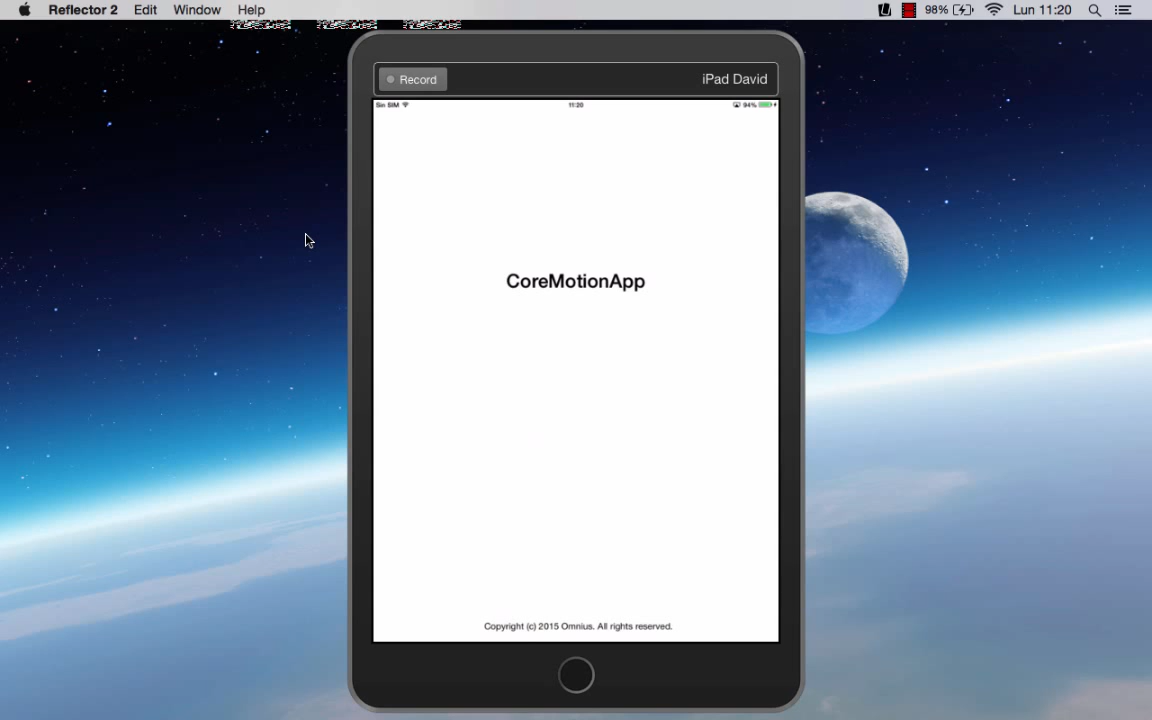 Reflector 2 Edit Window Help 98% Lun 11:20
Record iPad David
Sin SIM 11:20 94%
CoreMotionApp
Copyright (c) 2015 Omnius. All rights reserved.